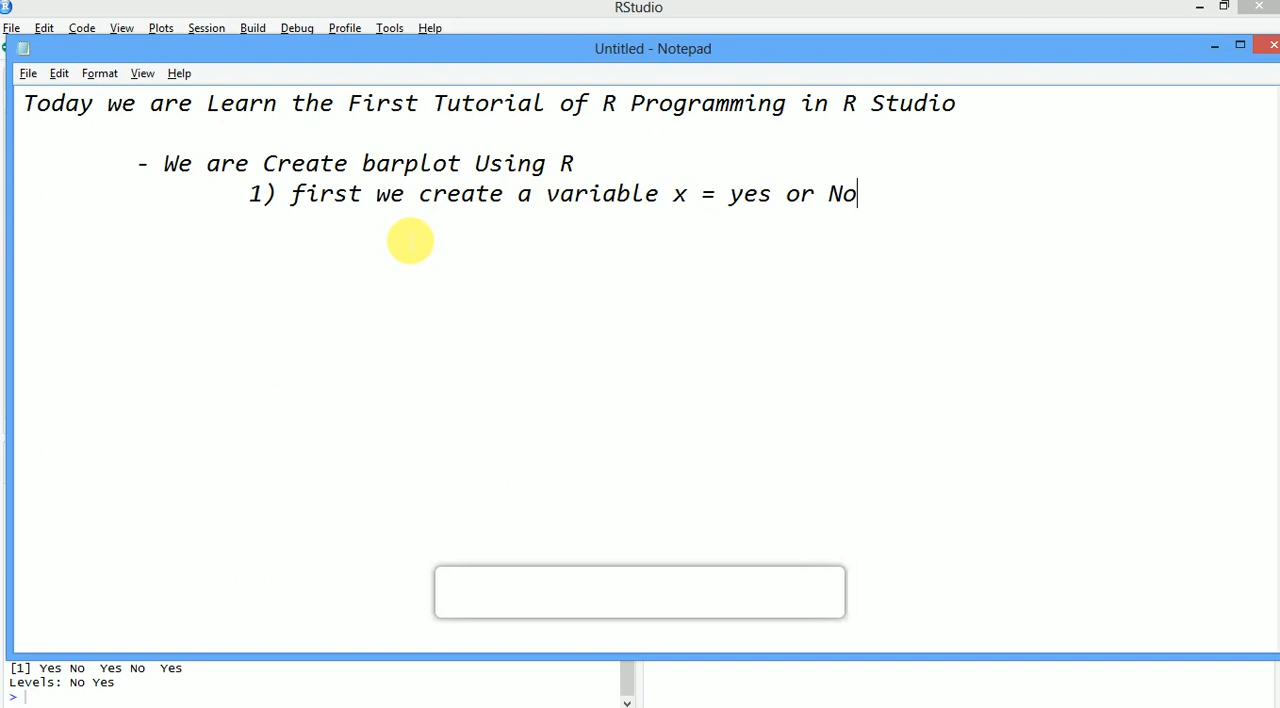 RStudio
File Edit Code View Plots Session Build Debug Profile Tools Help
Untitled - Notepad
File Edit Format View Help
Today we are Learn the First Tutorial of R Programming in R Studio
- We are Create barplot Using R
1) first we create a variable x = yes or No
[1] Yes No Yes No Yes
Levels: No Yes
>